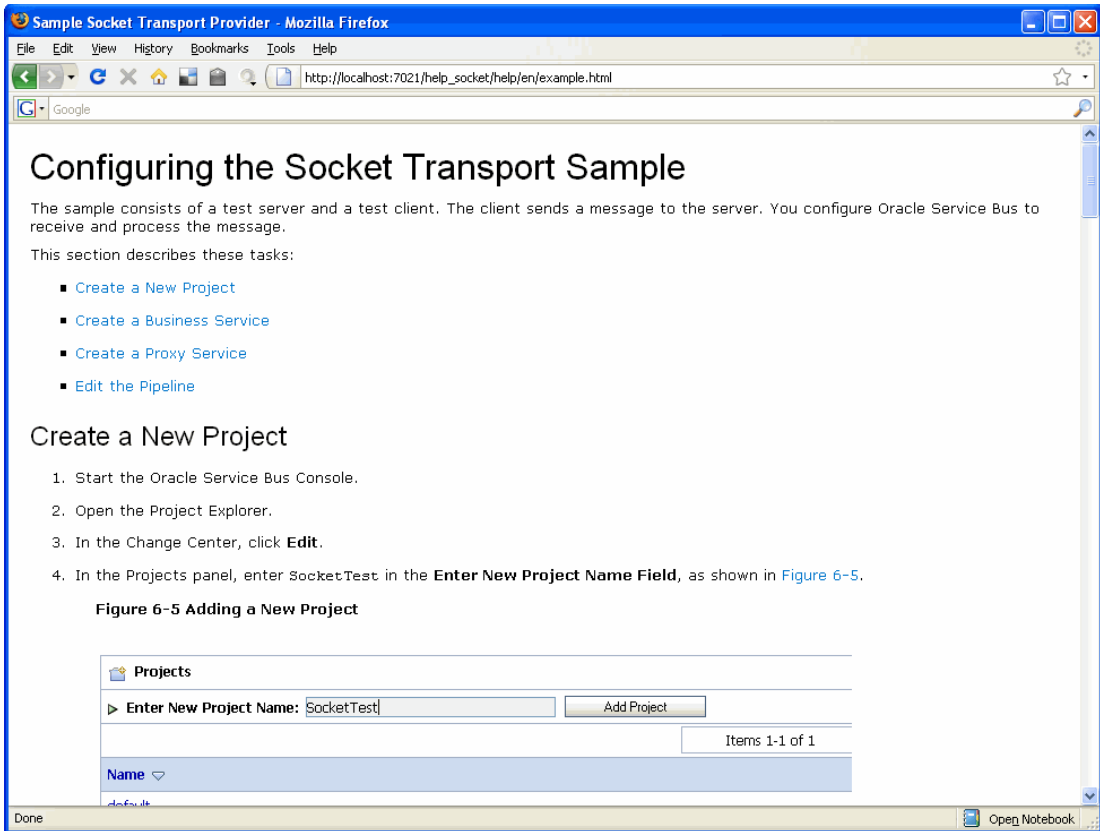 Sample Socket Transport Provider - Mozilla Firefox
File Edit View History Bookmarks Tools Help
http://localhost:7021/help_socket/help/en/example.html
G Google
Configuring the Socket Transport Sample
The sample consists of a test server and a test client. The client sends a message to the server. You configure Oracle Service Bus to
receive and process the message.
This section describes these tasks:
Create a New Project
Create a Business Service
Create a Proxy Service
Edit the Pipeline
Create a New Project
1. Start the Oracle Service Bus Console.
2. Open the Project Explorer.
3. In the Change Center, click Edit.
4. In the Projects panel, enter SocketTest in the Enter New Project Name Field, as shown in Figure 6-5.
Figure 6-5 Adding a New Project
Projects
Enter New Project Name: SocketTest Add Project
Items 1-1 of 1
Name
default
Done Open Notebook